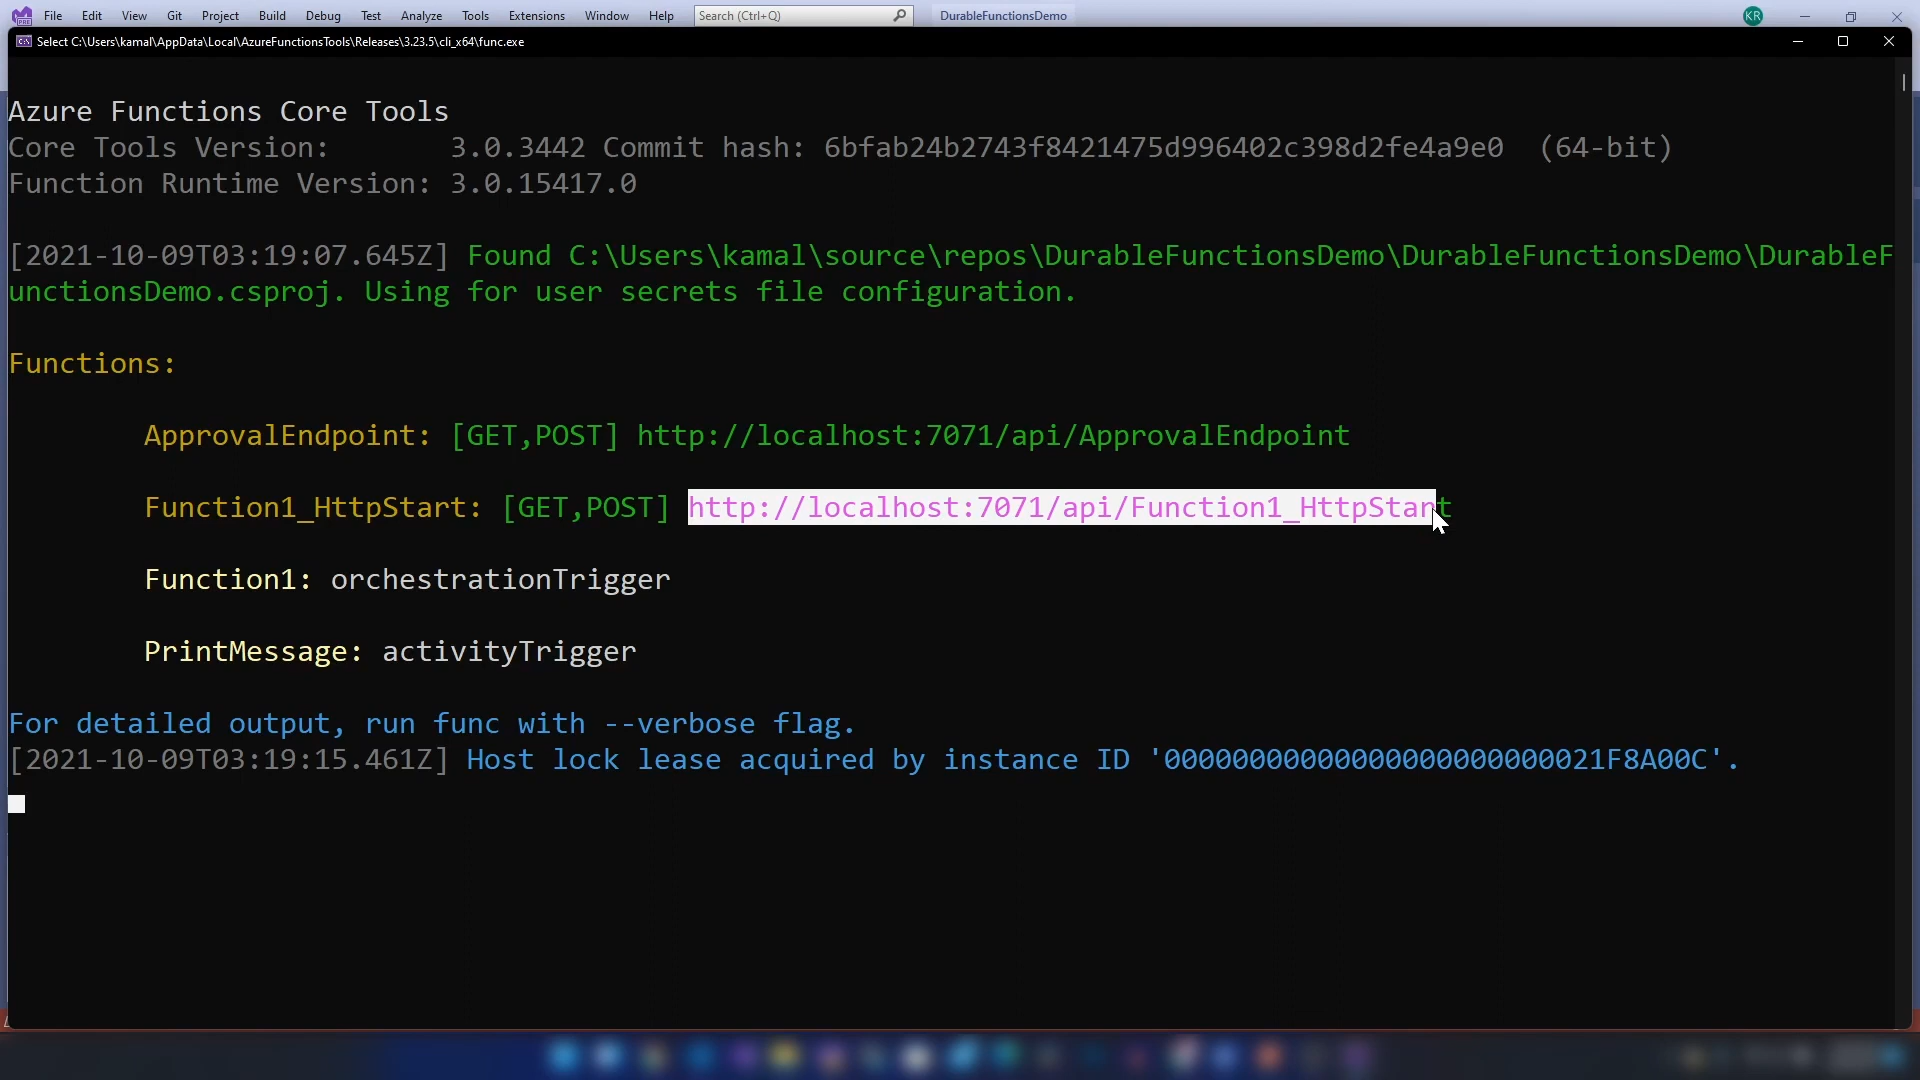 File Edit View Git Project Build Debug Test Analyze Tools Extensions Window Help Search (Ctrl+Q) DurableFunctionsDemo KR
Select C:\Users\kamal\AppData\Local\AzureFunctionsTools\Releases\3.23.5\cli_x64\func.exe
Azure Functions Core Tools
Core Tools Version: 3.0.3442 Commit hash: 6bfab24b2743f8421475d996402c398d2fe4a9e0 (64-bit)
Function Runtime Version: 3.0.15417.0
[2021-10-09T03:19:07.645Z] Found C:\Users\kamal\source\repos\DurableFunctionsDemo\DurableFunctionsDemo\DurableF
unctionsDemo.csproj. Using for user secrets file configuration.
Functions:
ApprovalEndpoint: [GET,POST] http://localhost:7071/api/ApprovalEndpoint
Function1_HttpStart: [GET,POST] http://localhost:7071/api/Function1_HttpStart
Function1: orchestrationTrigger
PrintMessage: activityTrigger
For detailed output, run func with --verbose flag.
[2021-10-09T03:19:15.461Z] Host lock lease acquired by instance ID '000000000000000000000000021F8A00C'.